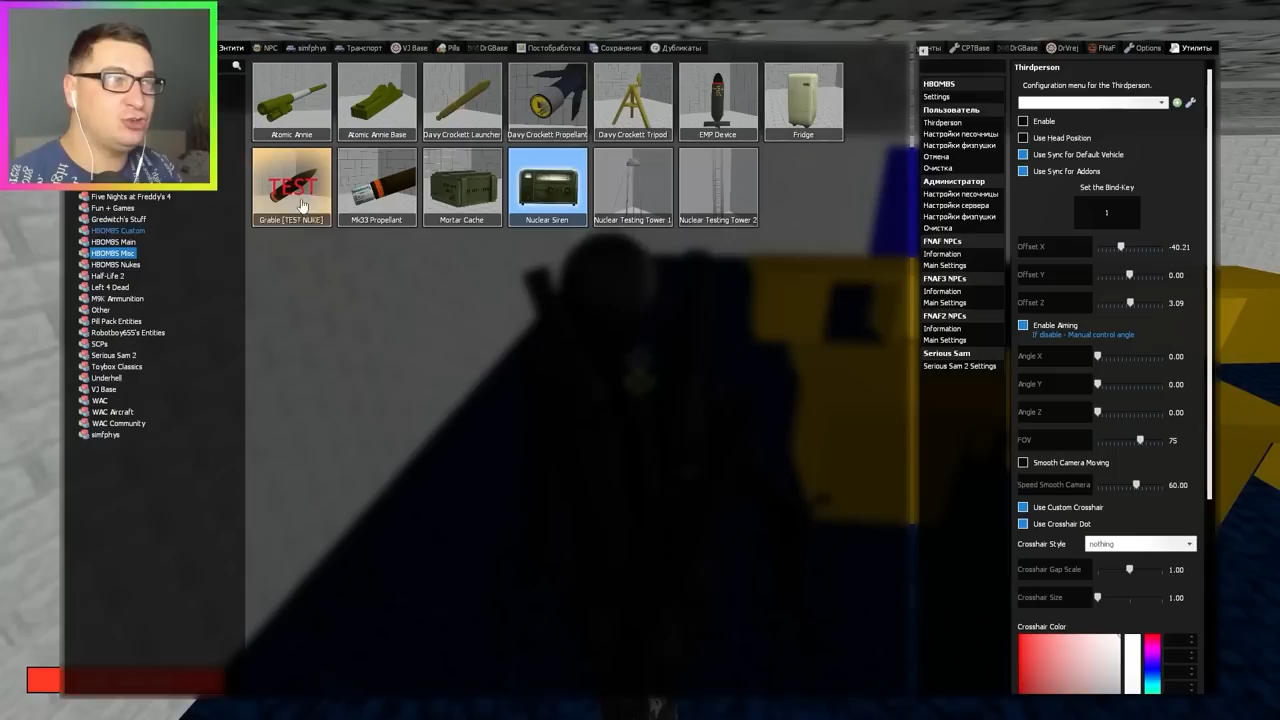 Энтити NPC simfphys Транспорт VJ Base Pills DrGBase Постобработка Сохранения Дубликаты
нты CPTBase DrGBase DrVrej FNaF Options Утилиты
Atomic Annie
Atomic Annie Base
Davy Crockett Launcher
Davy Crockett Propellant
Davy Crockett Tripod
EMP Device
Fridge
TEST
Grable [TEST NUKE]
Mk33 Propellant
Mortar Cache
Nuclear Siren
Nuclear Testing Tower 1
Nuclear Testing Tower 2
Five Nights at Freddy's 4
Fun + Games
Gredwitch's Stuff
HBOMBS Custom
HBOMBS Main
HBOMBS Misc
HBOMBS Nukes
Half-Life 2
Left 4 Dead
M9K Ammunition
Other
Pill Pack Entities
Robotboy655's Entities
SCPs
Serious Sam 2
Toybox Classics
Underhell
VJ Base
WAC
WAC Aircraft
WAC Community
simfphys
HBOMBS
Settings
Пользователь
Thirdperson
Настройки песочницы
Настройки физпушки
Отмена
Очистка
Администратор
Настройки песочницы
Настройки сервера
Настройки физпушки
Очистка
FNAF NPCs
Information
Main Settings
FNAF3 NPCs
Information
Main Settings
FNAF2 NPCs
Information
Main Settings
Serious Sam
Serious Sam 2 Settings
Thirdperson
Configuration menu for the Thirdperson.
Enable
Use Head Position
Use Sync for Default Vehicle
Use Sync for Addons
Set the Bind-Key
1
Offset X -40.21
Offset Y 0.00
Offset Z 3.09
Enable Aiming
If disable - Manual control angle
Angle X 0.00
Angle Y 0.00
Angle Z 0.00
FOV 75
Smooth Camera Moving
Speed Smooth Camera 60.00
Use Custom Crosshair
Use Crosshair Dot
Crosshair Style nothing
Crosshair Gap Scale 1.00
Crosshair Size 1.00
Crosshair Color